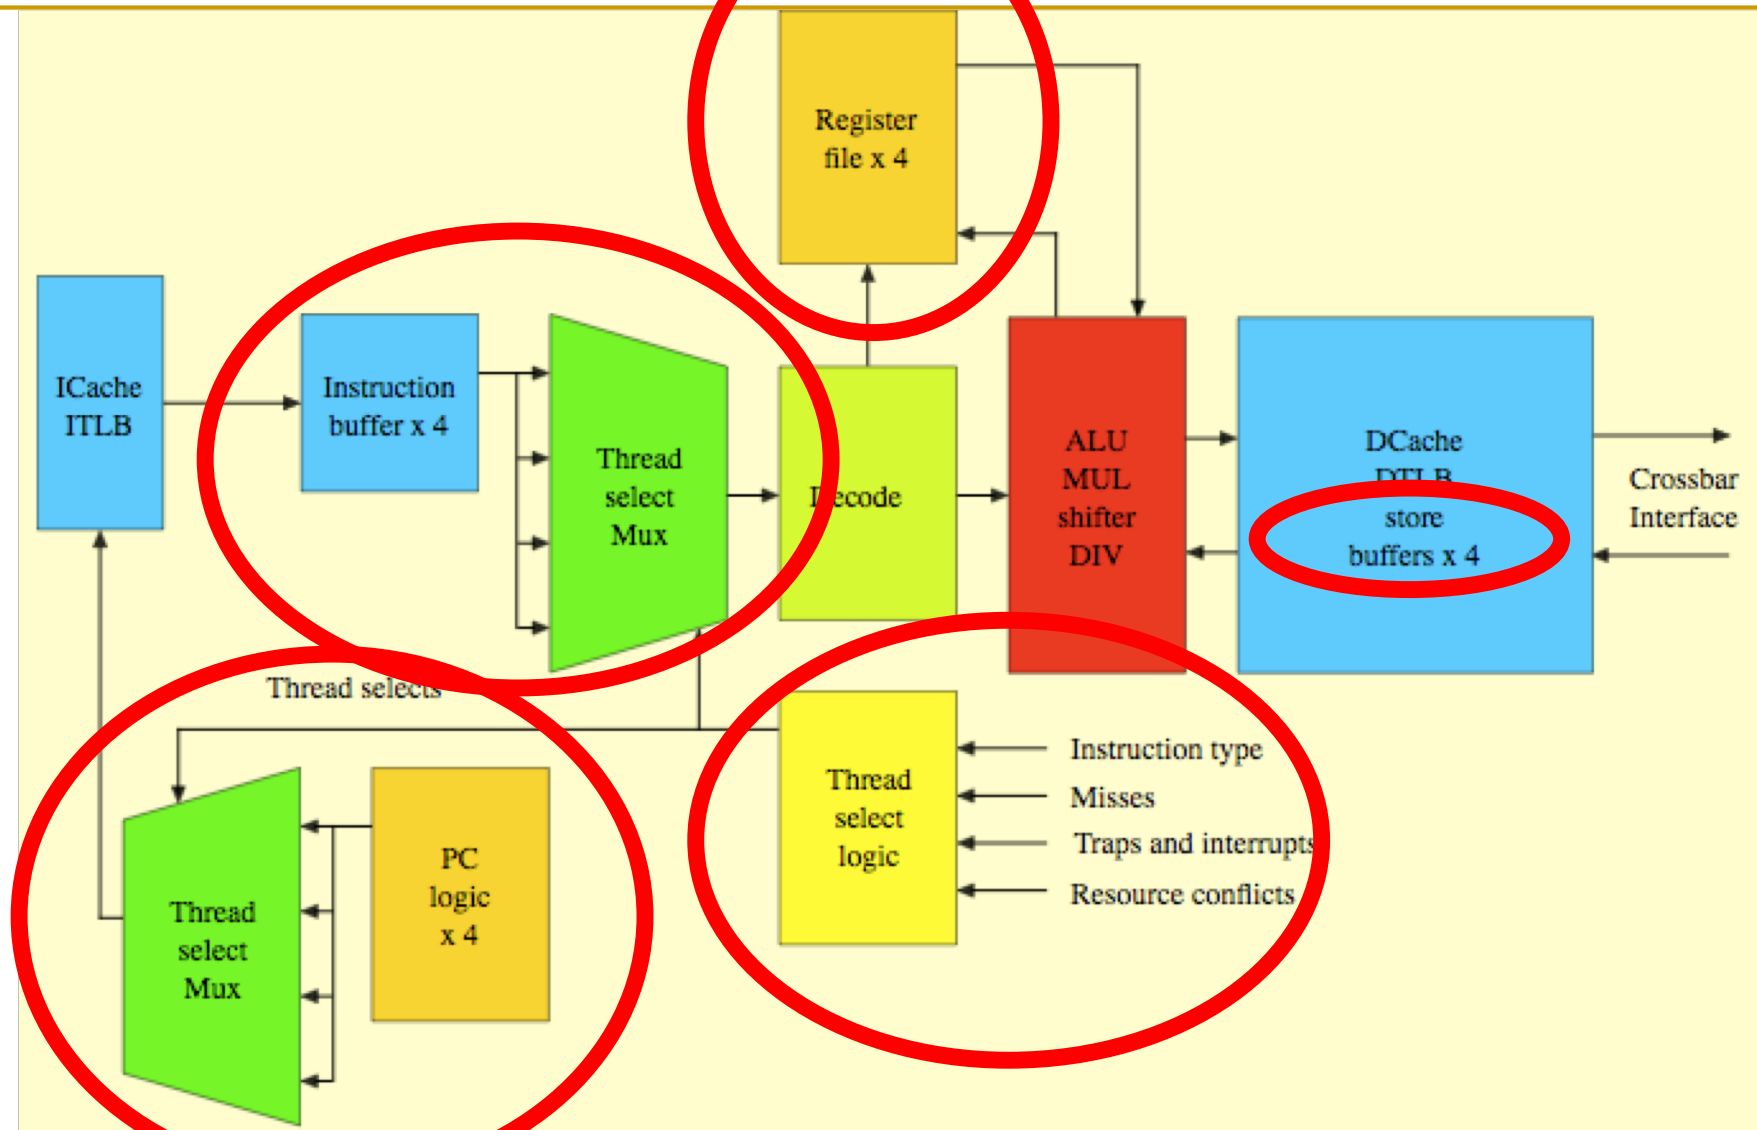 Register
file x 4
ICache
ITLB
Instruction
buffer x 4
Thread
select
Mux
Decode
ALU
MUL
shifter
DIV
DCache
DTLB
store
buffers x 4
Crossbar
Interface
Thread selects
Thread
select
Mux
PC
logic
x 4
Thread
select
logic
Instruction type
Misses
Traps and interrupts
Resource conflicts